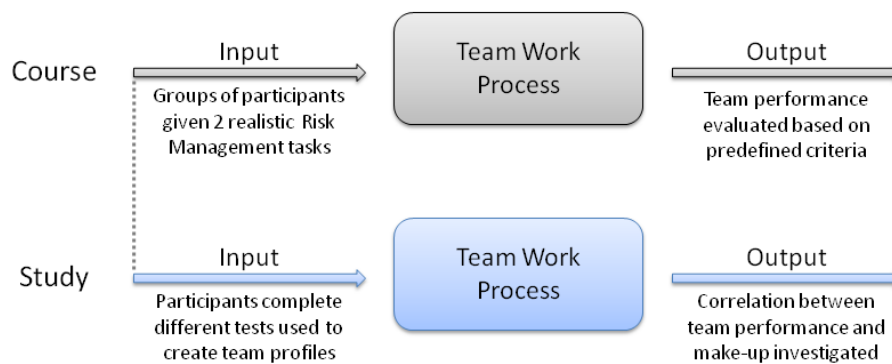 Course
Input
Groups of participants
given 2 realistic Risk
Management tasks
Team Work
Process
Output
Team performance
evaluated based on
predefined criteria
Study
Input
Participants complete
different tests used to
create team profiles
Team Work
Process
Output
Correlation between
team performance and
make-up investigated